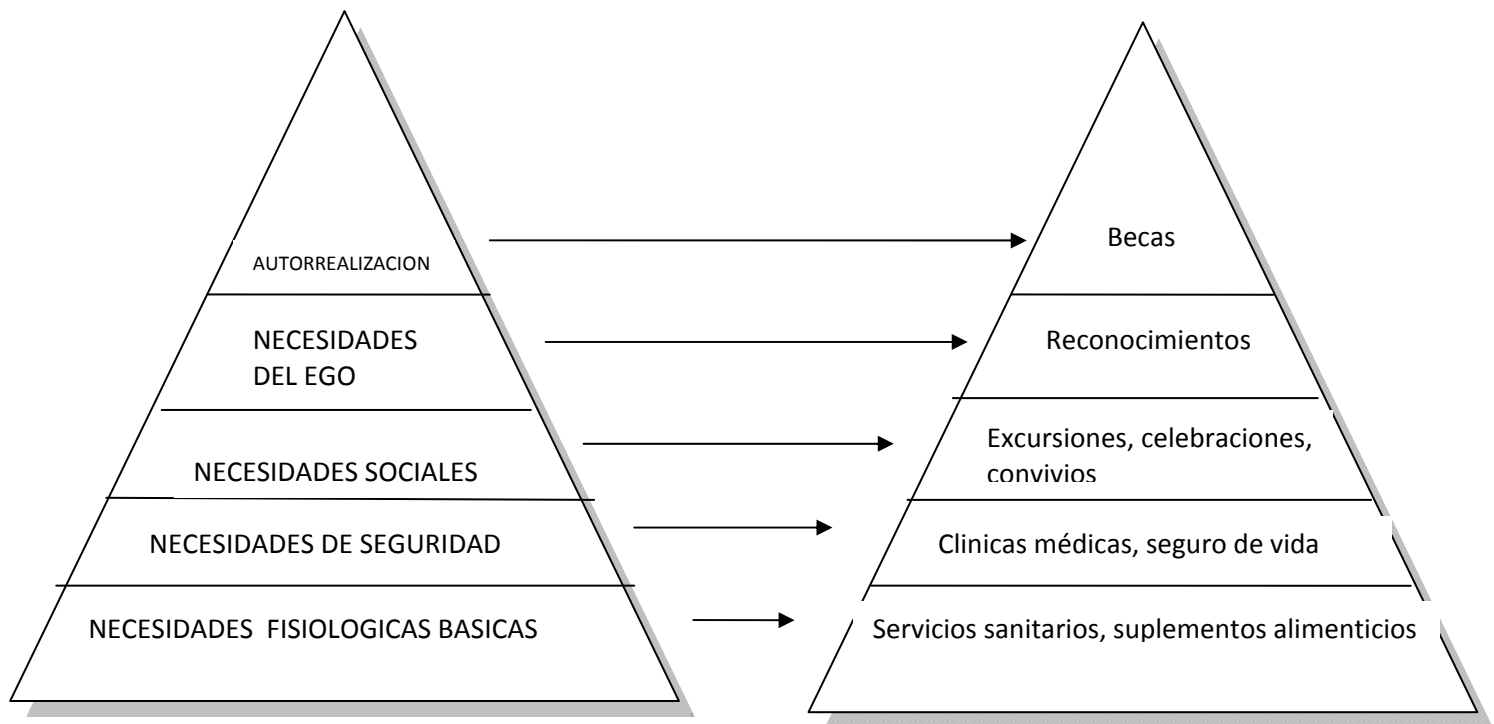 AUTORREALIZACION
NECESIDADES
DEL EGO
NECESIDADES SOCIALES
NECESIDADES DE SEGURIDAD
NECESIDADES FISIOLOGICAS BASICAS
Becas
Reconocimientos
Excursiones, celebraciones,
convivios
Clinicas médicas, seguro de vida
Servicios sanitarios, suplementos alimenticios